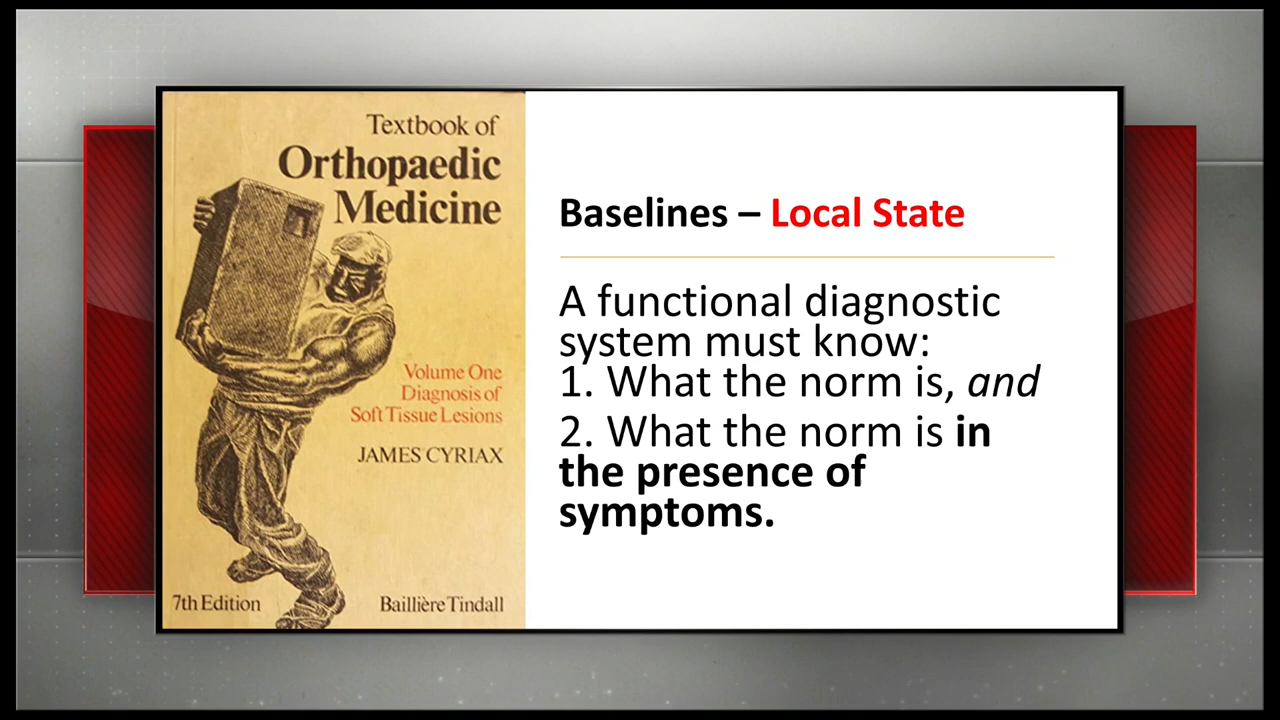 Textbook of
Orthopaedic
Medicine
Volume One
Diagnosis of
Soft Tissue Lesions
JAMES CYRIAX
7th Edition
Baillière Tindall
Baselines – Local State
A functional diagnostic
system must know:
1. What the norm is, and
2. What the norm is in
the presence of
symptoms.